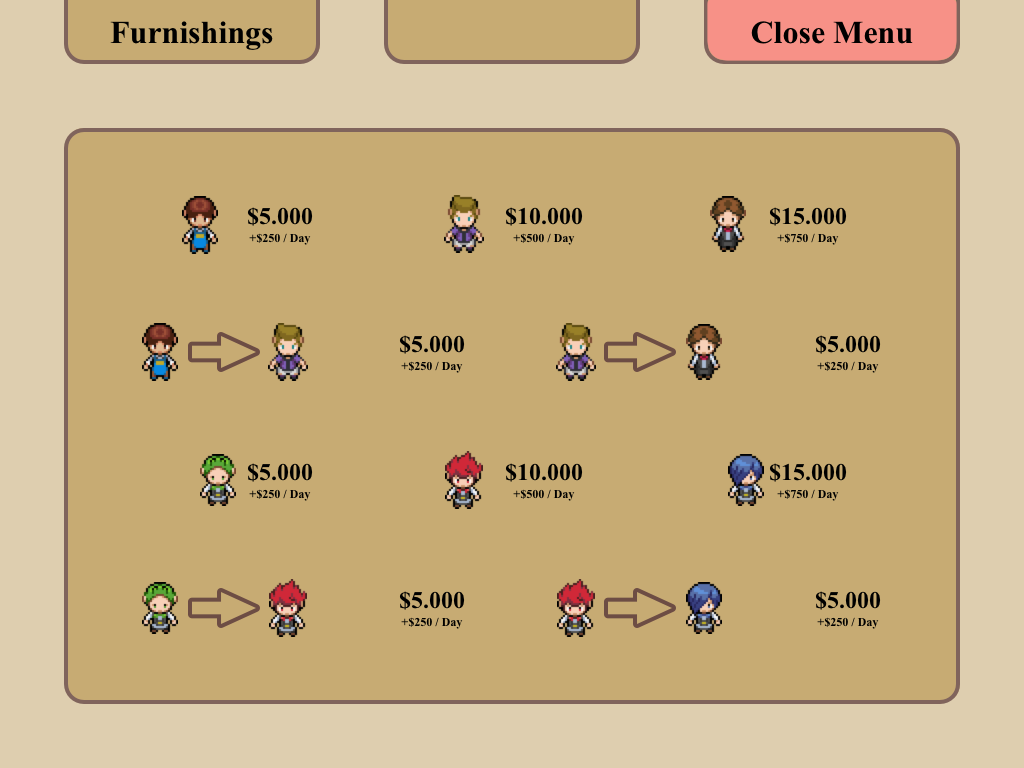 Furnishings
Close Menu
$5.000
+$250 / Day
$10.000
+$500 / Day
$15.000
+$750 / Day
$5.000
+$250 / Day
$5.000
+$250 / Day
$5.000
+$250 / Day
$10.000
+$500 / Day
$15.000
+$750 / Day
$5.000
+$250 / Day
$5.000
+$250 / Day